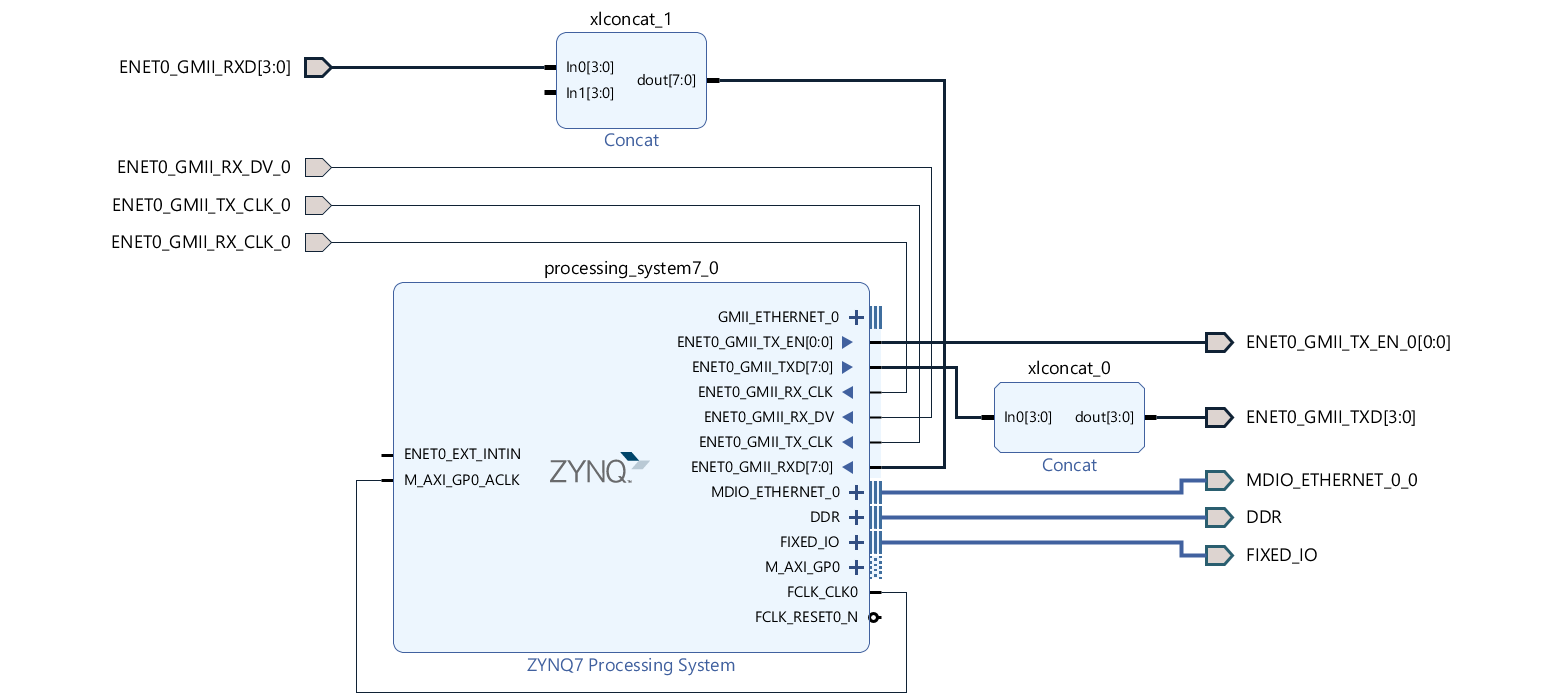 xlconcat_1
ENET0_GMII_RXD[3:0]
In0[3:0]
dout[7:0]
In1[3:0]
Concat
ENET0_GMII_RX_DV_0
ENET0_GMII_TX_CLK_0
ENET0_GMII_RX_CLK_0
processing_system7_0
GMII_ETHERNET_0
ENET0_GMII_TX_EN[0:0]
ENET0_GMII_TXD[7:0]
ENET0_GMII_RX_CLK
ENET0_GMII_RX_DV
ENET0_GMII_TX_CLK
ENET0_GMII_RXD[7:0]
MDIO_ETHERNET_0
DDR
FIXED_IO
M_AXI_GP0
FCLK_CLK0
FCLK_RESET0_N
ENET0_EXT_INTIN
M_AXI_GP0_ACLK
ZYNQ
ZYNQ7 Processing System
xlconcat_0
In0[3:0]
dout[3:0]
Concat
ENET0_GMII_TX_EN_0[0:0]
ENET0_GMII_TXD[3:0]
MDIO_ETHERNET_0_0
DDR
FIXED_IO